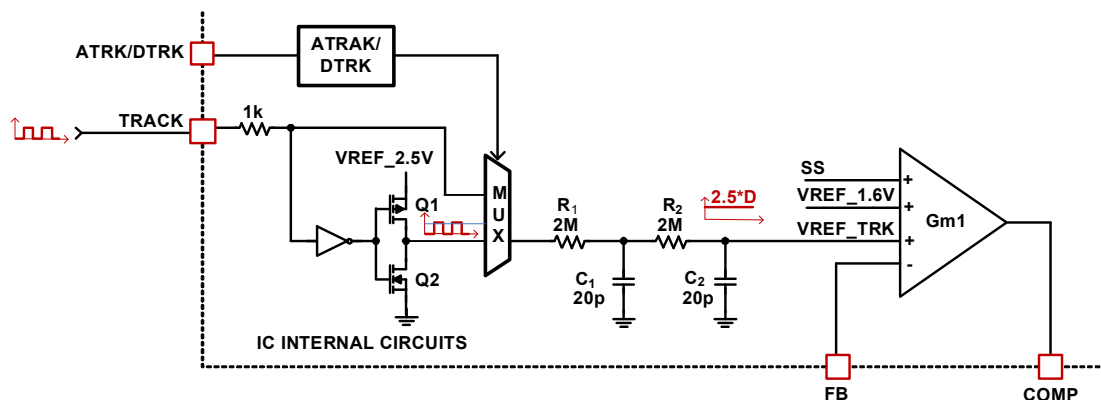 ATRK/DTRK
ATRAK/
DTRK
TRACK
1k
VREF_2.5V
Q1
Q2
M
U
X
R1
2M
R2
2M
2.5*D
C1
20p
C2
20p
SS
VREF_1.6V
VREF_TRK
+
+
+
-
Gm1
IC INTERNAL CIRCUITS
FB
COMP